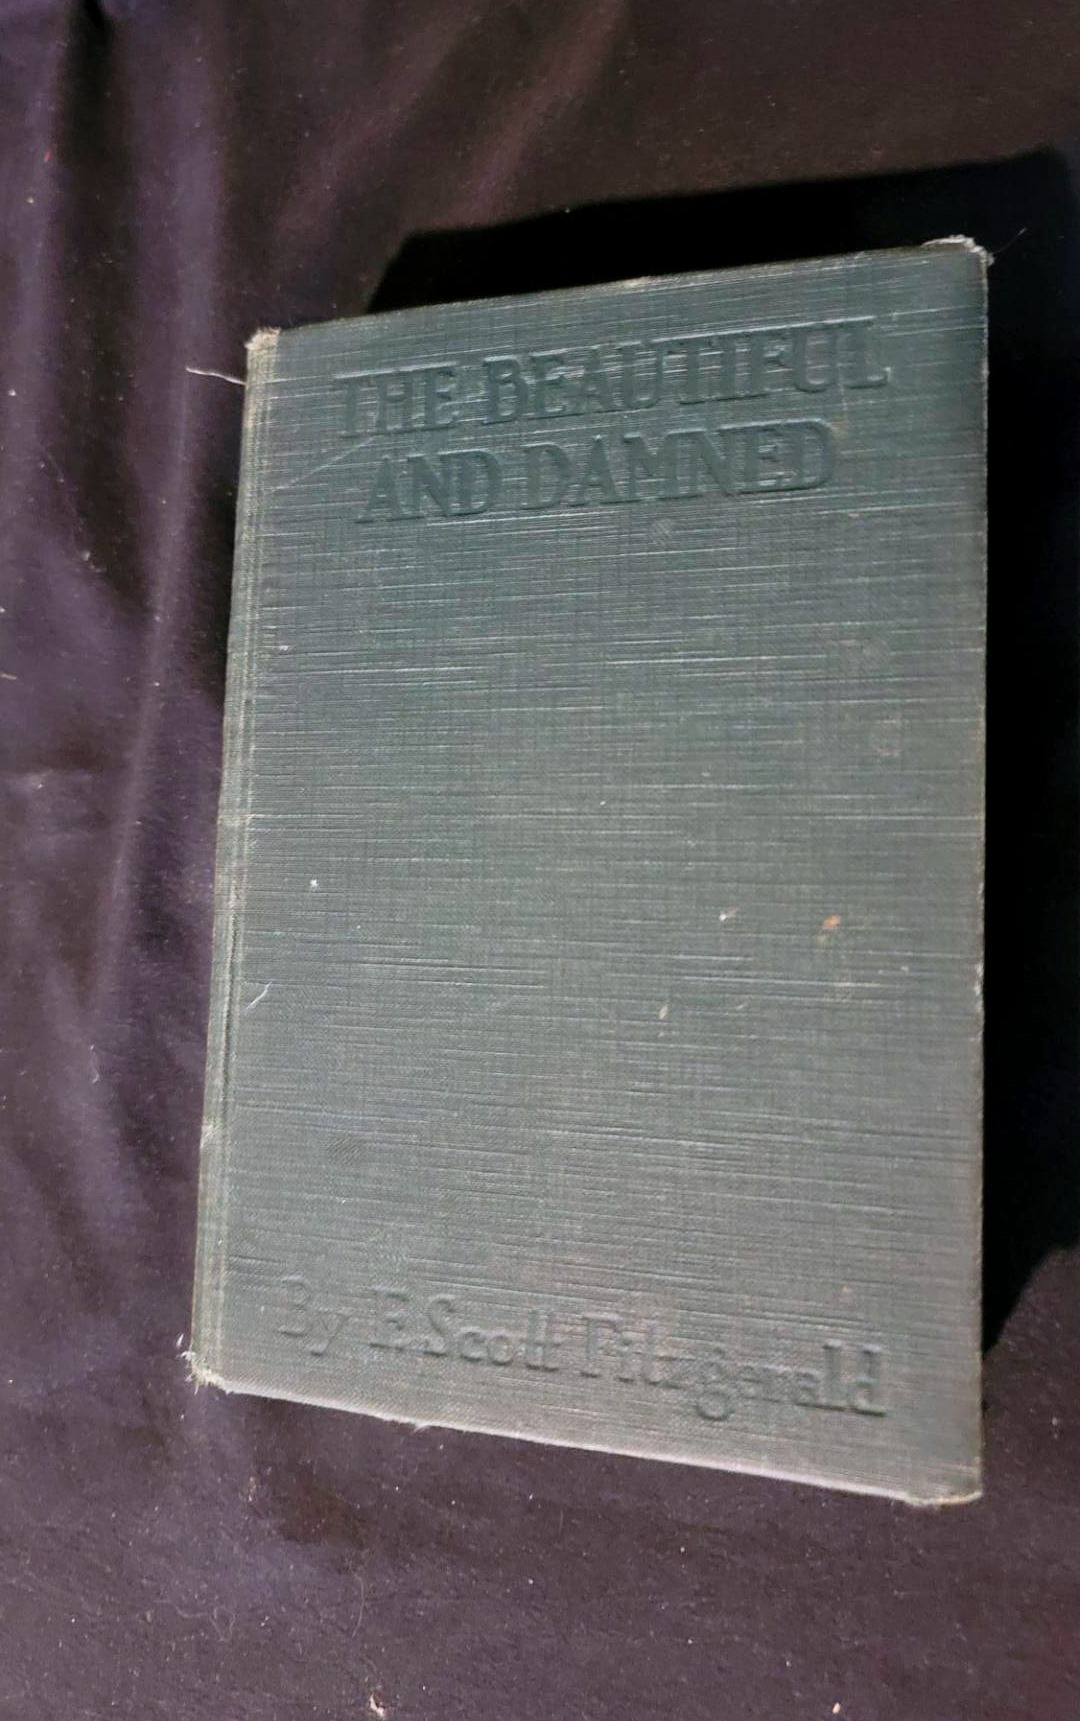 THE BEAUTIFUL
AND DAMNED
By F. Scott Fitzgerald